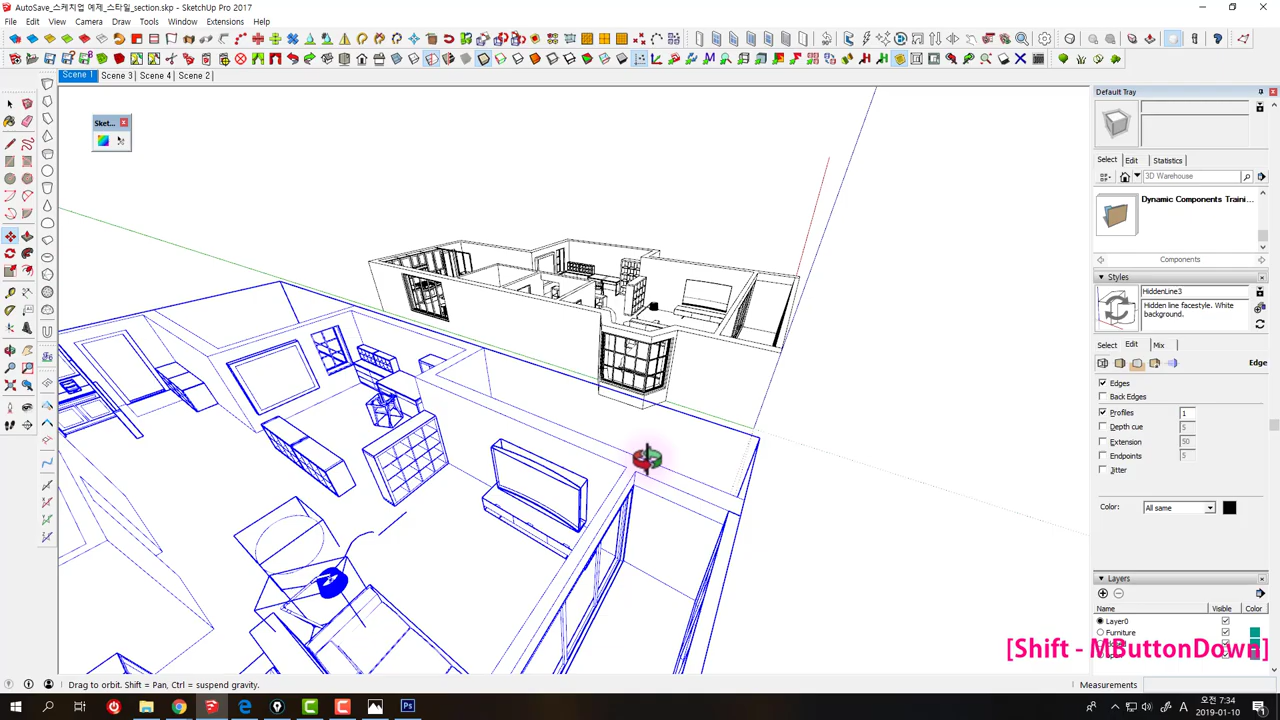 AutoSave_스케치업 예제_스타일_section.skp - SketchUp Pro 2017
File Edit View Camera Draw Tools Window Extensions Help
Scene 1 Scene 3 Scene 4 Scene 2
Sket...
Default Tray
Select Edit Statistics
3D Warehouse
Dynamic Components Traini...
Components
Styles
HiddenLine3
Hidden line facestyle. White background.
Select Edit Mix
Edge
Edges
Back Edges
Profiles 1
Depth cue 5
Extension 50
Endpoints 5
Jitter
Color: All same
Layers
Name Visible Color
Layer0
Furniture
[Shift - MButtonDown]
Drag to orbit. Shift = Pan, Ctrl = suspend gravity.
Measurements
A
오전 7:34
2019-01-10